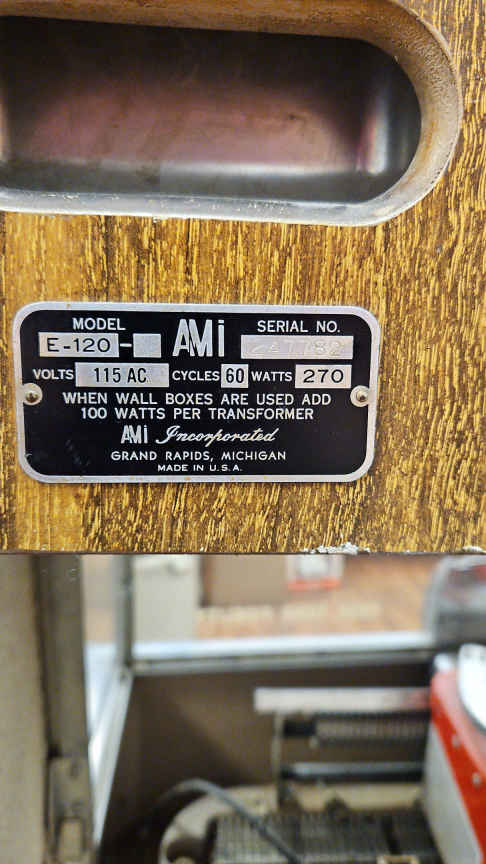 MODEL AMi SERIAL NO.
E-120- 247782
VOLTS 115 AC CYCLES 60 WATTS 270
WHEN WALL BOXES ARE USED ADD
100 WATTS PER TRANSFORMER
AMi Incorporated
GRAND RAPIDS, MICHIGAN
MADE IN U.S.A.